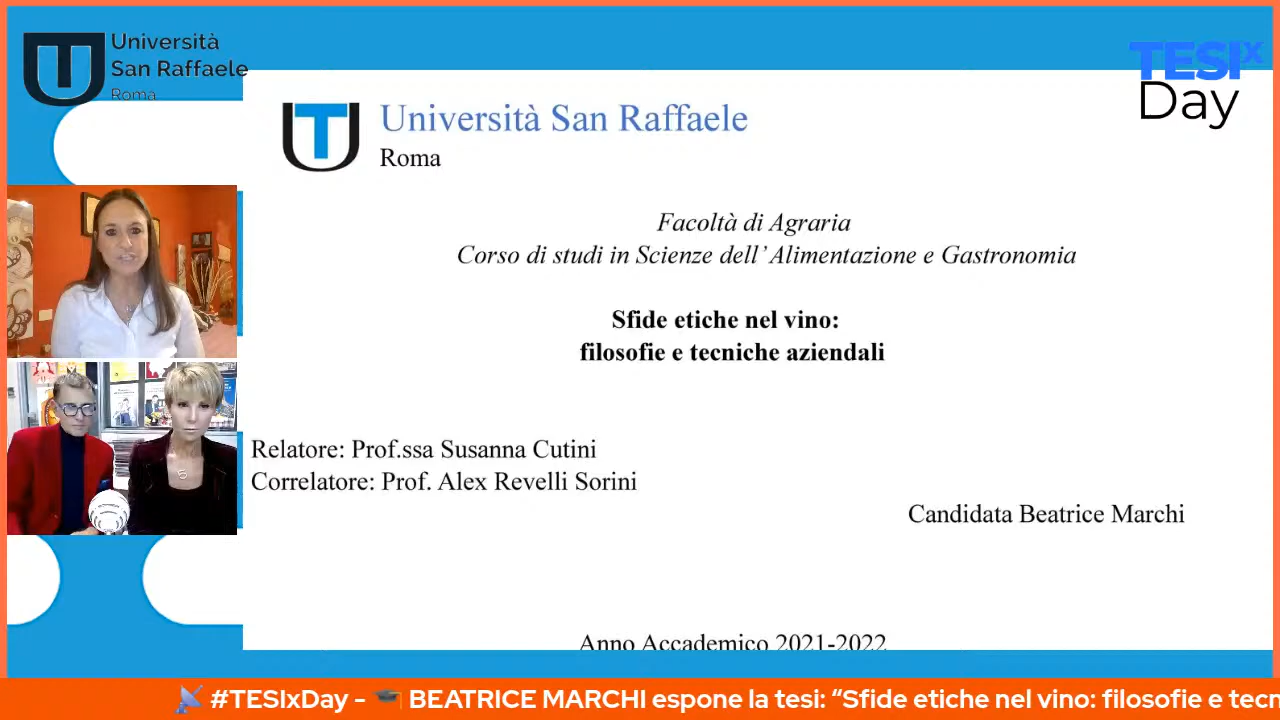 Università
San Raffaele
Roma
TESIx
Day
Università San Raffaele
Roma
Facoltà di Agraria
Corso di studi in Scienze dell'Alimentazione e Gastronomia
Sfide etiche nel vino:
filosofie e tecniche aziendali
Relatore: Prof.ssa Susanna Cutini
Correlatore: Prof. Alex Revelli Sorini
Candidata Beatrice Marchi
Anno Accademico 2021-2022
#TESIxDay - BEATRICE MARCHI espone la tesi: “Sfide etiche nel vino: filosofie e tecn